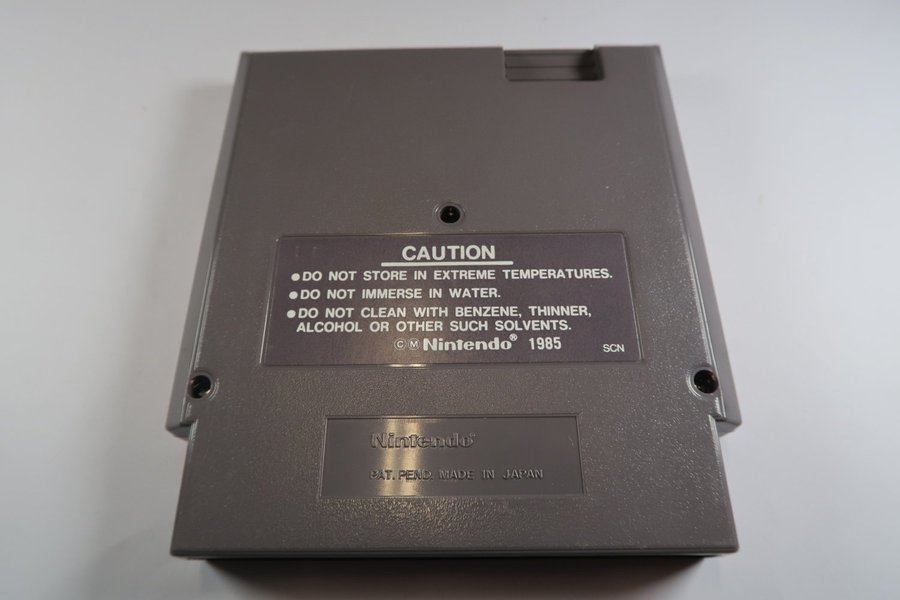 CAUTION
●DO NOT STORE IN EXTREME TEMPERATURES.
●DO NOT IMMERSE IN WATER.
●DO NOT CLEAN WITH BENZENE, THINNER,
ALCOHOL OR OTHER SUCH SOLVENTS.
ⒸⓂNintendo® 1985 SCN
Nintendo®
PAT. PEND. MADE IN JAPAN